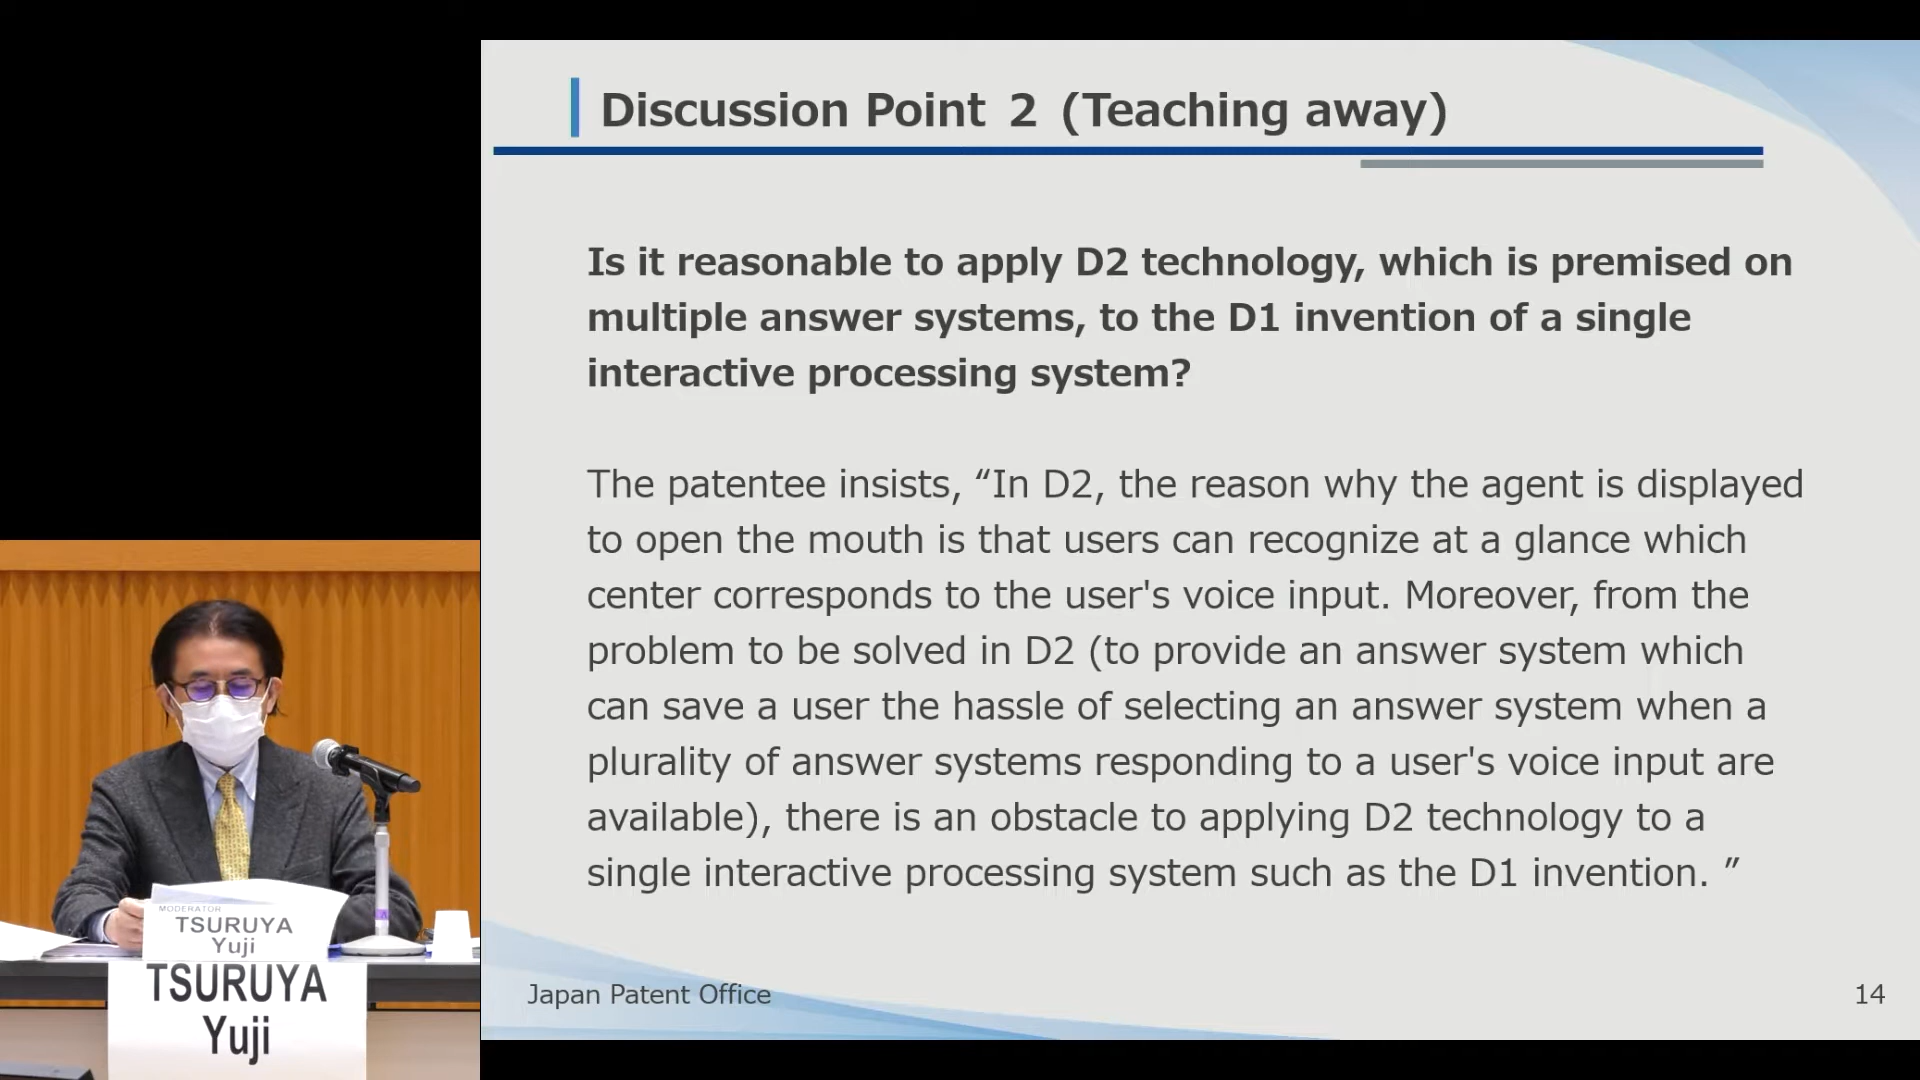 Discussion Point 2 (Teaching away)
Is it reasonable to apply D2 technology, which is premised on
multiple answer systems, to the D1 invention of a single
interactive processing system?
The patentee insists, “In D2, the reason why the agent is displayed
to open the mouth is that users can recognize at a glance which
center corresponds to the user's voice input. Moreover, from the
problem to be solved in D2 (to provide an answer system which
can save a user the hassle of selecting an answer system when a
plurality of answer systems responding to a user's voice input are
available), there is an obstacle to applying D2 technology to a
single interactive processing system such as the D1 invention. ”
Japan Patent Office
14
MODERATOR
TSURUYA
Yuji
TSURUYA
Yuji